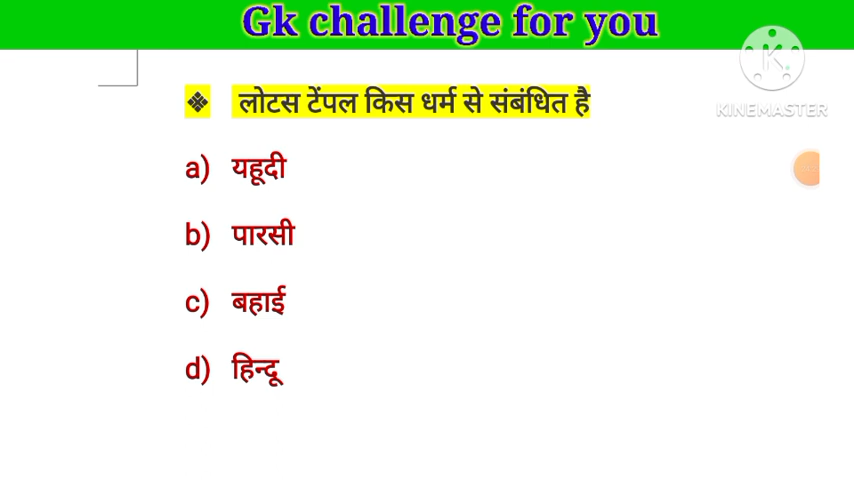 Gk challenge for you
KINEMASTER
❖ लोटस टेंपल किस धर्म से संबंधित है
a) यहूदी
b) पारसी
c) बहाई
d) हिन्दू